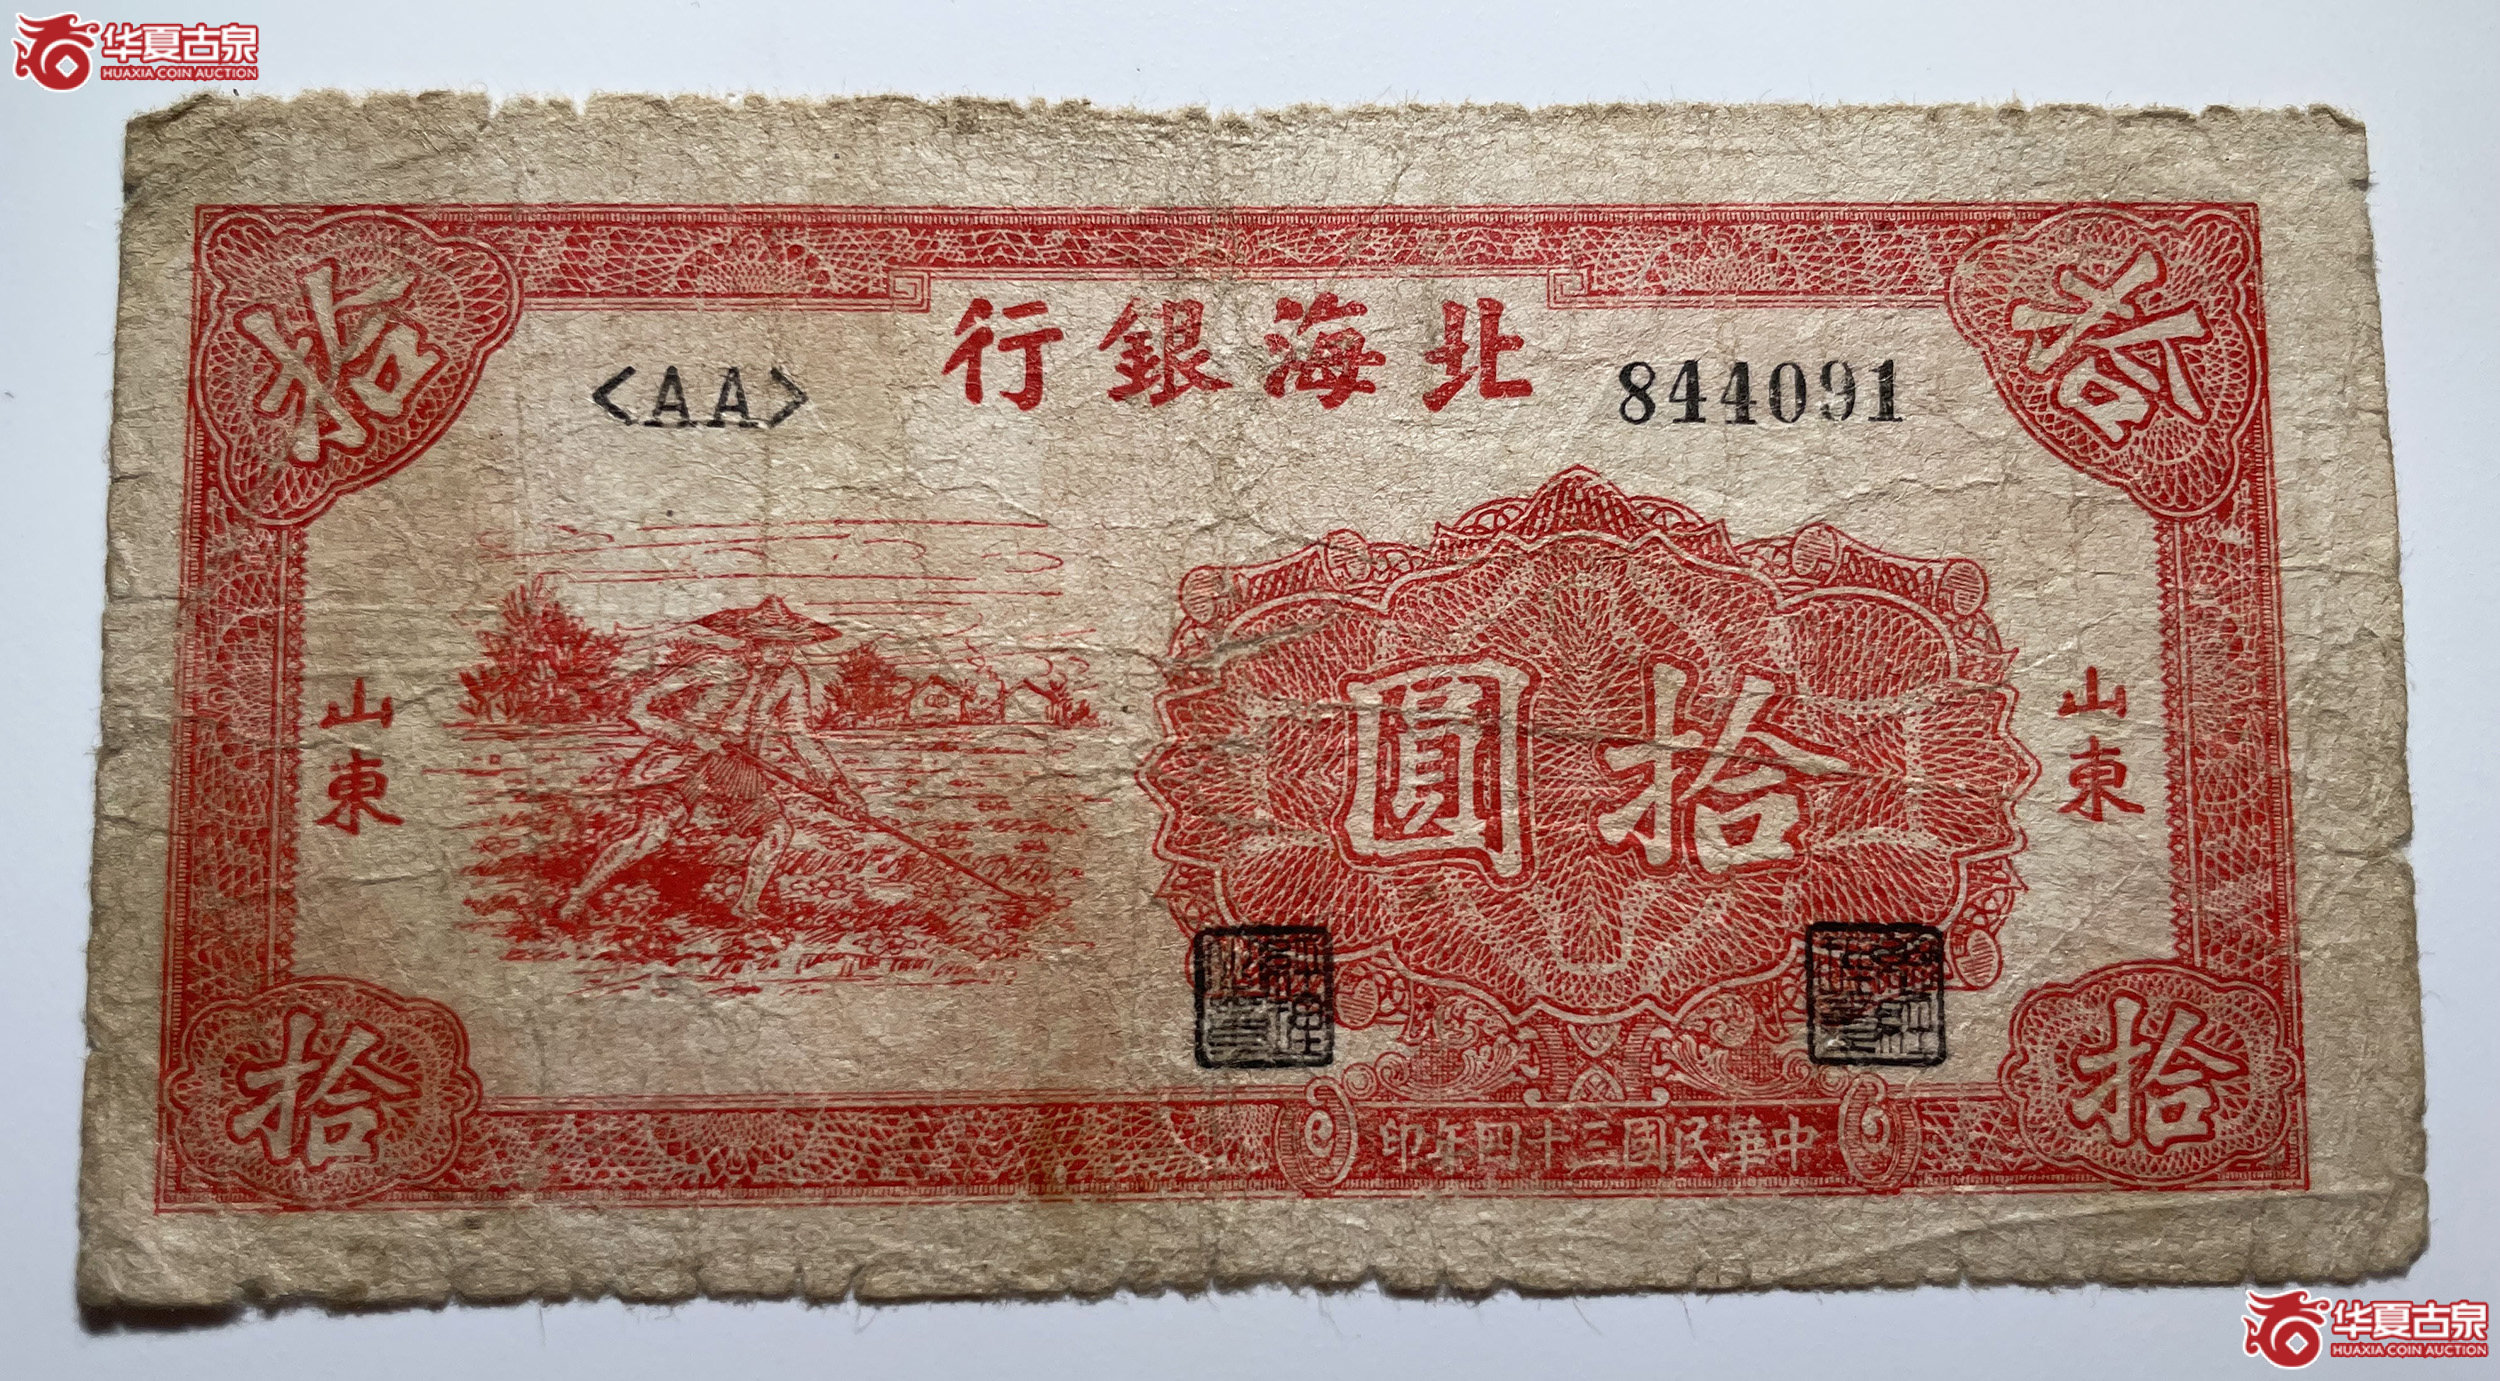 华夏古泉
HUAXIA COIN AUCTION
拾
拾
北海銀行
<AA>
844091
拾圓
山東
山東
拾
拾
中華民國三十四年印
华夏古泉
HUAXIA COIN AUCTION